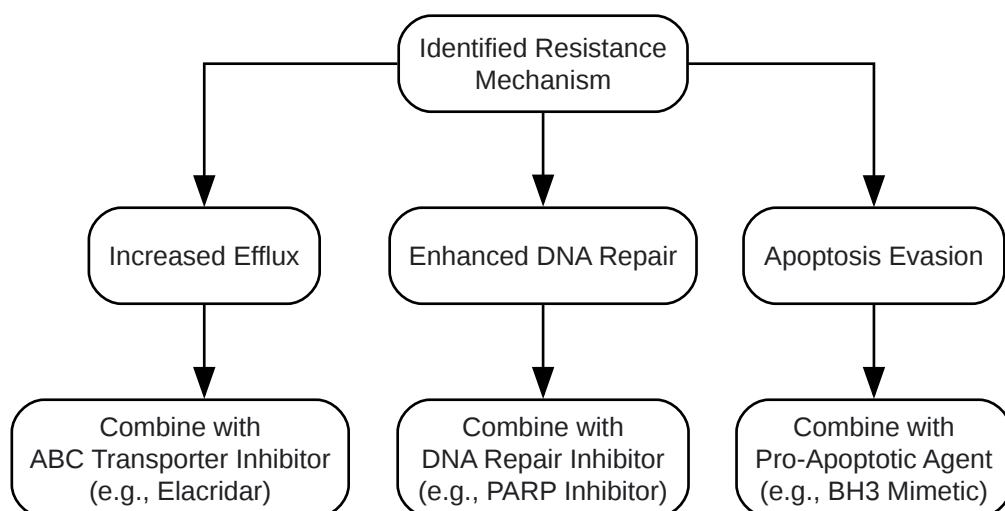 Identified Resistance
Mechanism
Increased Efflux
Enhanced DNA Repair
Apoptosis Evasion
Combine with
ABC Transporter Inhibitor
(e.g., Elacridar)
Combine with
DNA Repair Inhibitor
(e.g., PARP Inhibitor)
Combine with
Pro-Apoptotic Agent
(e.g., BH3 Mimetic)